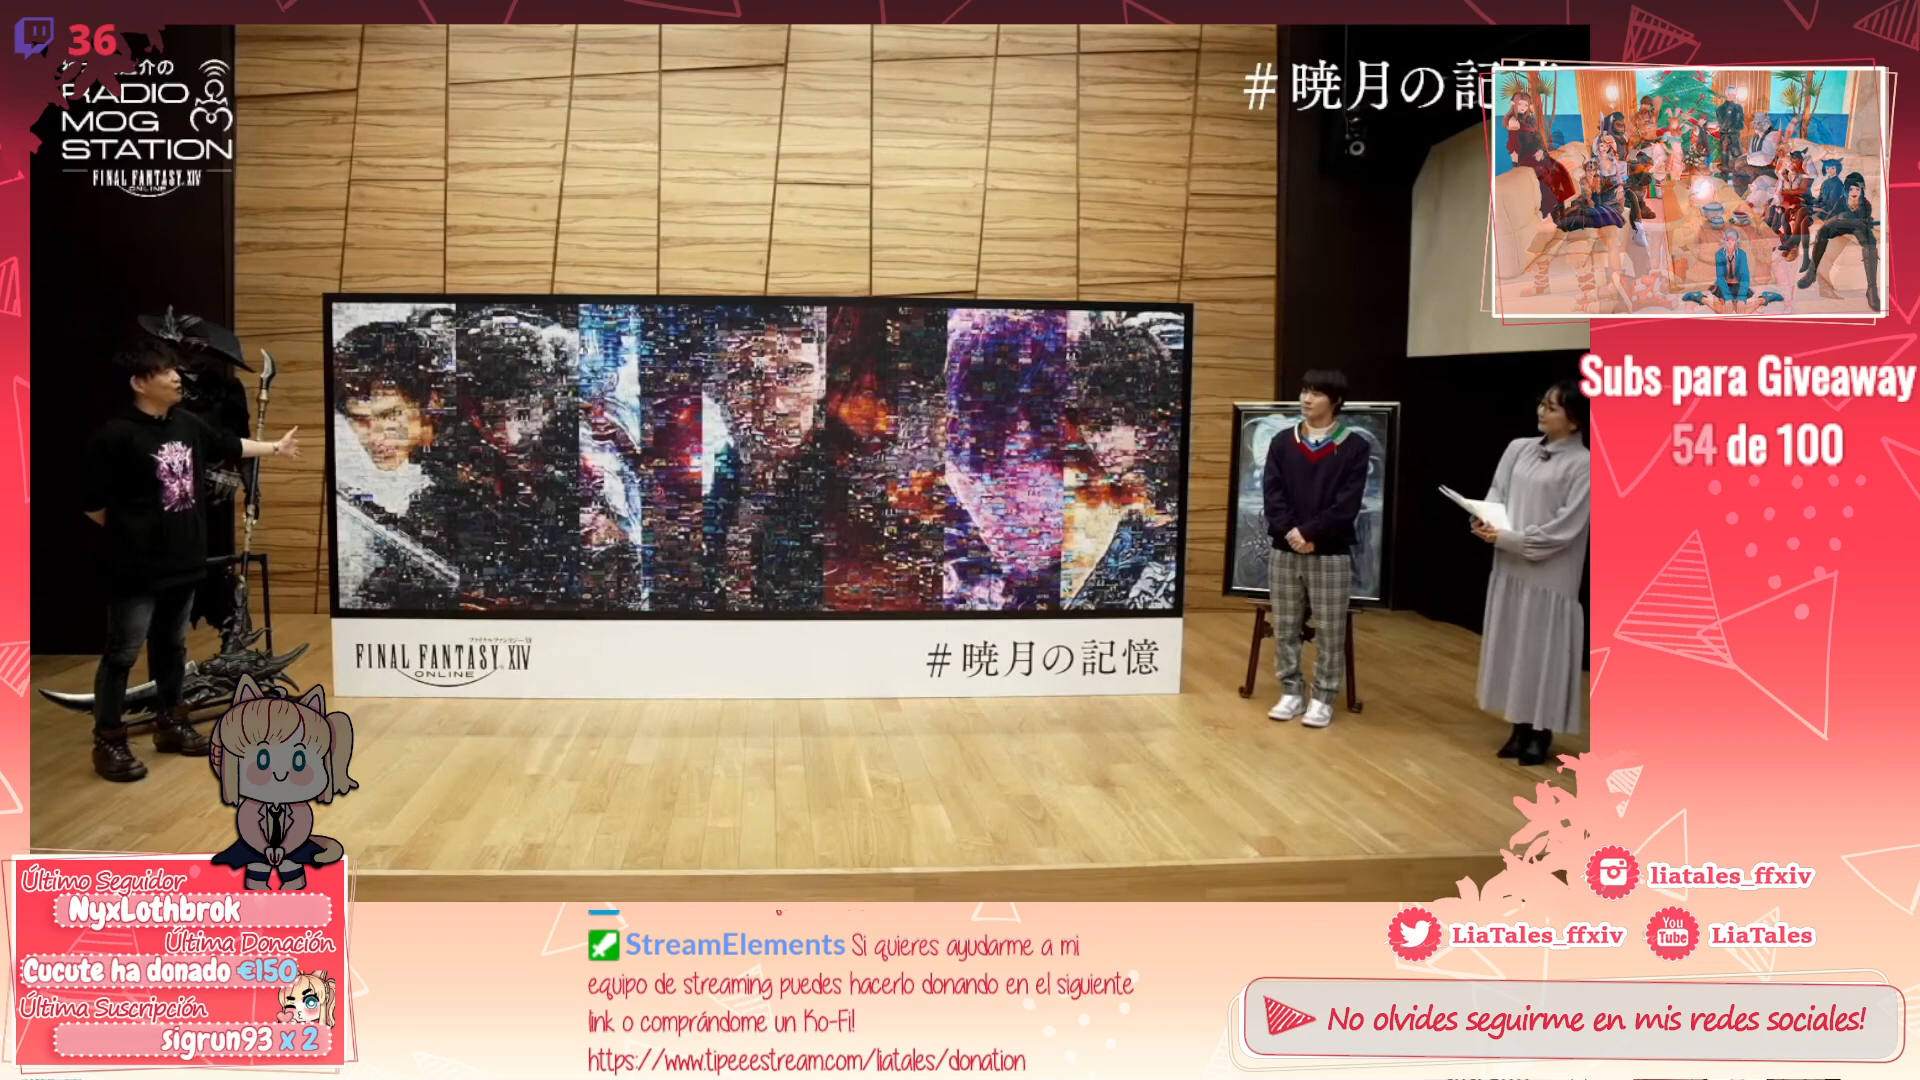 36
介の
RADIO
MOG
STATION
FINAL FANTASY XIV
ONLINE
#暁月の記
Subs para Giveaway
54 de 100
FINAL FANTASY XIV
ONLINE
#暁月の記憶
Último Seguidor
NyxLothbrok
Última Donación
Cucute ha donado €150
Última Suscripción
sigrun93 x 2
StreamElements Si quieres ayudarme a mi
equipo de streaming puedes hacerlo donando en el siguiente
link o comprándome un Ko-Fi!
https://www.tipeeestream.com/liatales/donation
liatales_ffxiv
LiaTales_ffxiv
You
Tube
LiaTales
No olvides seguirme en mis redes sociales!